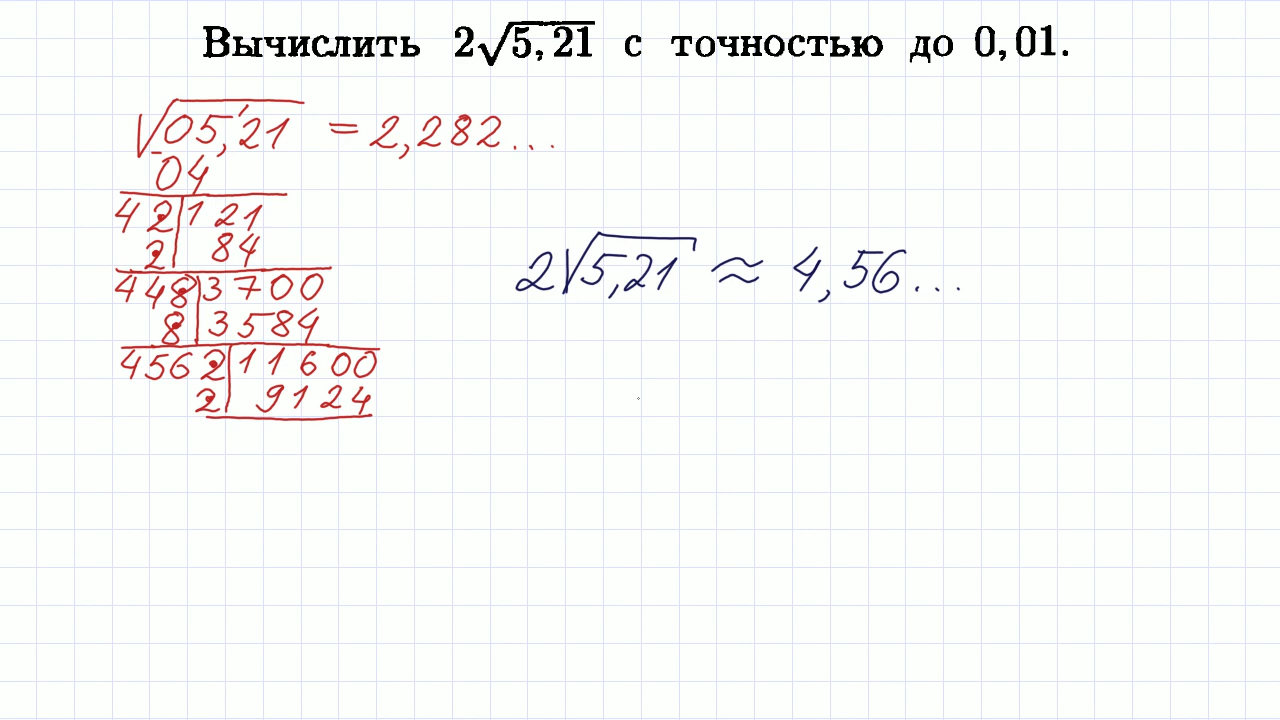 Вычислить 2√5,21 с точностью до 0,01.
√05,'21 = 2,282...
04
42|121
2| 84
448|3700
8|3584
4562|11600
2| 9124
2√5,21 ≈ 4,56...